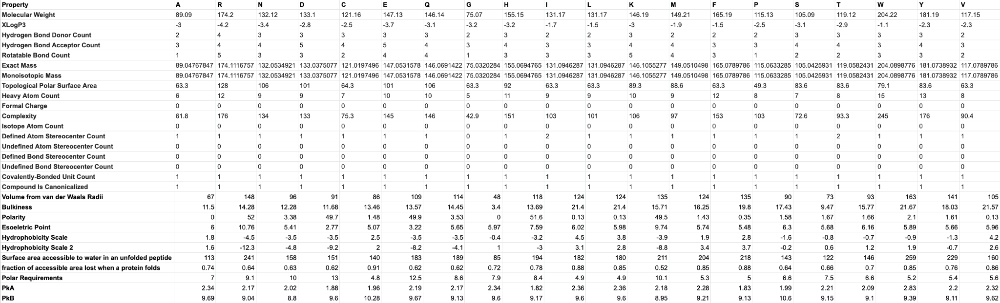 Property A R N D C E Q G H I L K M F P S T W Y V
Molecular Weight 89.09 174.2 132.12 133.1 121.16 147.13 146.14 75.07 155.15 131.17 131.17 146.19 149.21 165.19 115.13 105.09 119.12 204.22 181.19 117.15
XLogP3 -3 -4.2 -3.4 -2.8 -2.5 -3.7 -3.1 -3.2 -3.2 -1.7 -1.5 -3 -1.9 -1.5 -2.5 -3.1 -2.9 -1.1 -2.3 -2.3
Hydrogen Bond Donor Count 2 4 3 3 3 3 3 2 3 2 2 3 2 2 2 3 3 3 3 2
Hydrogen Bond Acceptor Count 3 4 4 5 4 5 4 3 4 3 3 4 4 3 3 4 4 3 4 3
Rotatable Bond Count 1 5 3 3 2 4 4 1 3 3 3 5 4 3 1 2 2 3 3 2
Exact Mass 89.04767847 174.1116757 132.0534921 133.0375077 121.0197496 147.0531578 146.0691422 75.0320284 155.0694765 131.0946287 131.0946287 146.1055277 149.0510498 165.0789786 115.0633285 105.0425931 119.0582431 204.0898776 181.0738932 117.0789786
Monoisotopic Mass 89.04767847 174.1116757 132.0534921 133.0375077 121.0197496 147.0531578 146.0691422 75.0320284 155.0694765 131.0946287 131.0946287 146.1055277 149.0510498 165.0789786 115.0633285 105.0425931 119.0582431 204.0898776 181.0738932 117.0789786
Topological Polar Surface Area 63.3 128 106 101 64.3 101 106 63.3 92 63.3 63.3 89.3 88.6 63.3 49.3 83.6 83.6 79.1 83.6 63.3
Heavy Atom Count 6 12 9 9 7 10 10 5 11 9 9 10 9 12 8 7 8 15 13 8
Formal Charge 0 0 0 0 0 0 0 0 0 0 0 0 0 0 0 0 0 0 0 0
Complexity 61.8 176 134 133 75.3 145 146 42.9 151 103 101 106 97 153 103 72.6 93.3 245 176 90.4
Isotope Atom Count 0 0 0 0 0 0 0 0 0 0 0 0 0 0 0 0 0 0 0 0
Defined Atom Stereocenter Count 1 1 1 1 1 1 1 0 1 2 1 1 1 1 1 1 2 1 1 1
Undefined Atom Stereocenter Count 0 0 0 0 0 0 0 0 0 0 0 0 0 0 0 0 0 0 0 0
Defined Bond Stereocenter Count 0 0 0 0 0 0 0 0 0 0 0 0 0 0 0 0 0 0 0 0
Undefined Bond Stereocenter Count 0 0 0 0 0 0 0 0 0 0 0 0 0 0 0 0 0 0 0 0
Covalently-Bonded Unit Count 1 1 1 1 1 1 1 1 1 1 1 1 1 1 1 1 1 1 1 1
Compound Is Canonicalized 1 1 1 1 1 1 1 1 1 1 1 1 1 1 1 1 1 1 1 1
Volume from van der Waals Radii 67 148 96 91 86 109 114 48 118 124 124 135 124 135 90 73 93 163 141 105
Bulkiness 11.5 14.28 12.28 11.68 13.46 13.57 14.45 3.4 13.69 21.4 21.4 15.71 16.25 19.8 17.43 9.47 15.77 21.67 18.03 21.57
Polarity 0 52 3.38 49.7 1.48 49.9 3.53 0 51.6 0.13 0.13 49.5 1.43 0.35 1.58 1.67 1.66 2.1 1.61 0.13
Esoeletric Point 6 10.76 5.41 2.77 5.07 3.22 5.65 5.97 7.59 6.02 5.98 9.74 5.74 5.48 6.3 5.68 6.16 5.89 5.66 5.96
Hydrophobicity Scale 1.8 -4.5 -3.5 -3.5 2.5 -3.5 -3.5 -0.4 -3.2 4.5 3.8 -3.9 1.9 2.8 -1.6 -0.8 -0.7 -0.9 -1.3 4.2
Hydrophobicity Scale 2 1.6 -12.3 -4.8 -9.2 2 -8.2 -4.1 1 -3 3.1 2.8 -8.8 3.4 3.7 -0.2 0.6 1.2 1.9 -0.7 2.6
Surface area accessible to water in an unfolded peptide 113 241 158 151 140 183 189 85 194 182 180 211 204 218 143 122 146 259 229 160
fraction of accessible area lost when a protein folds 0.74 0.64 0.63 0.62 0.91 0.62 0.62 0.72 0.78 0.88 0.85 0.52 0.85 0.88 0.64 0.66 0.7 0.85 0.76 0.86
Polar Requirements 7 9.1 10 13 4.8 12.5 8.6 7.9 8.4 4.9 4.9 10.1 5.3 5 6.6 7.5 6.6 5.2 5.4 5.6
PkA 2.34 2.17 2.02 1.88 1.96 2.19 2.17 2.34 1.82 2.36 2.36 2.18 2.28 1.83 1.99 2.21 2.09 2.83 2.2 2.32
PkB 9.69 9.04 8.8 9.6 10.28 9.67 9.13 9.6 9.17 9.6 9.6 8.95 9.21 9.13 10.6 9.15 9.1 9.39 9.11 9.62